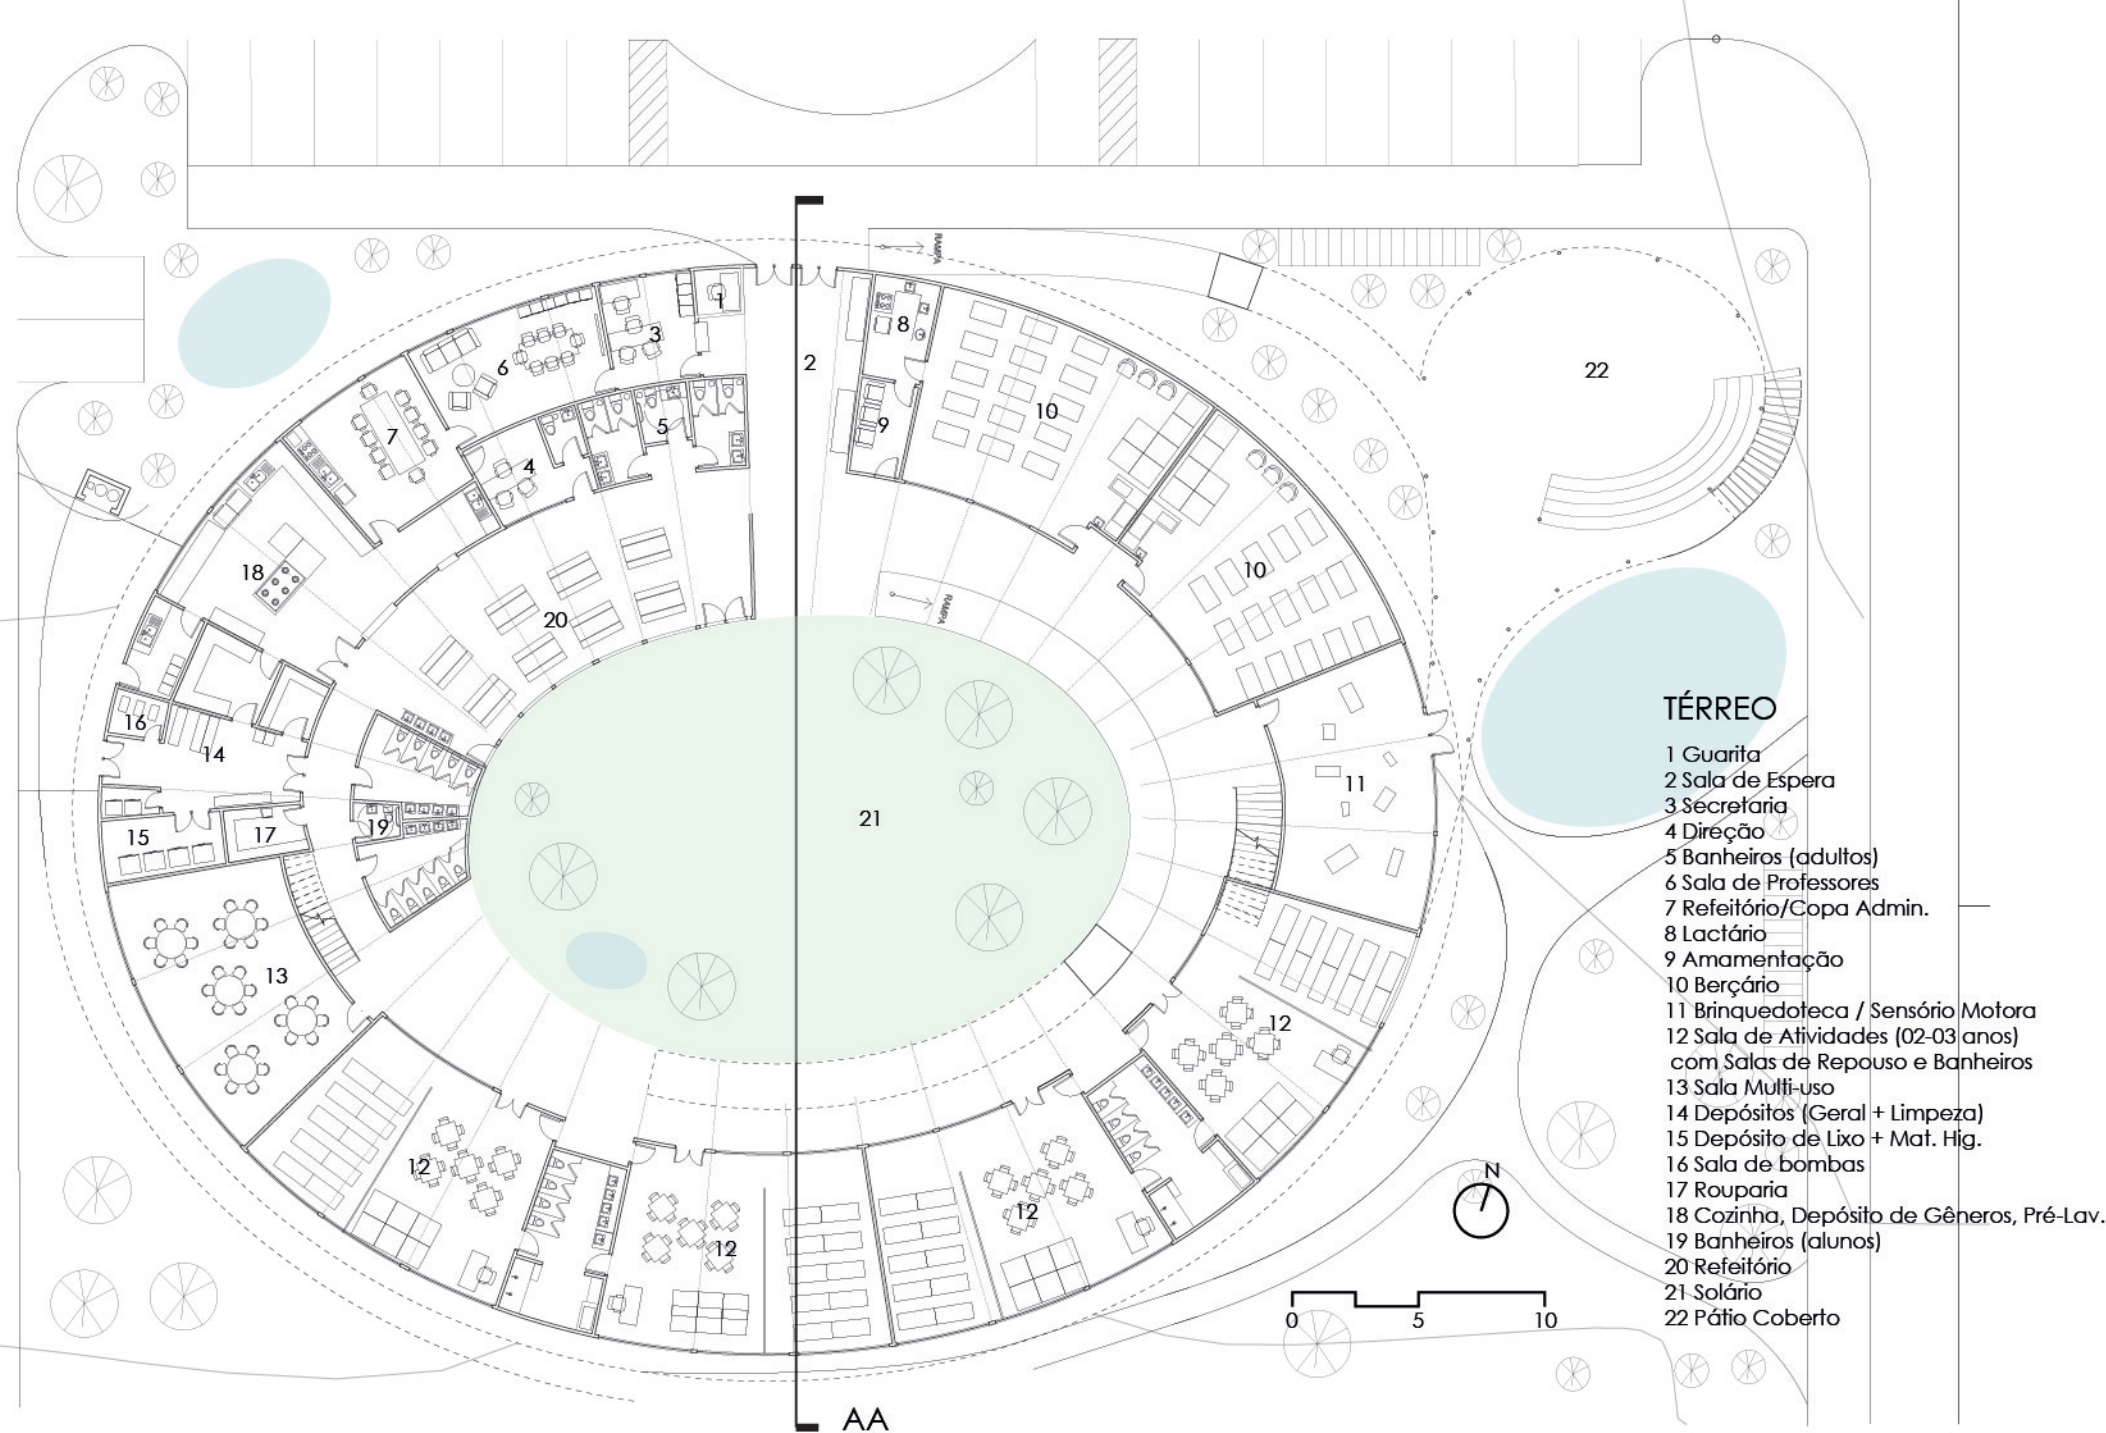 RAMPA
1
2
3
8
6
22
10
9
5
7
4
10
18
20
RAMPA
16
14
11
21
19
15
17
13
12
12
12
12
N
0 5 10
AA
TÉRREO
1 Guarita
2 Sala de Espera
3 Secretaria
4 Direção
5 Banheiros (adultos)
6 Sala de Professores
7 Refeitório/Copa Admin.
8 Lactário
9 Amamentação
10 Berçário
11 Brinquedoteca / Sensório Motora
12 Sala de Atividades (02-03 anos)
com Salas de Repouso e Banheiros
13 Sala Multi-uso
14 Depósitos (Geral + Limpeza)
15 Depósito de Lixo + Mat. Hig.
16 Sala de bombas
17 Rouparia
18 Cozinha, Depósito de Gêneros, Pré-Lav.
19 Banheiros (alunos)
20 Refeitório
21 Solário
22 Pátio Coberto